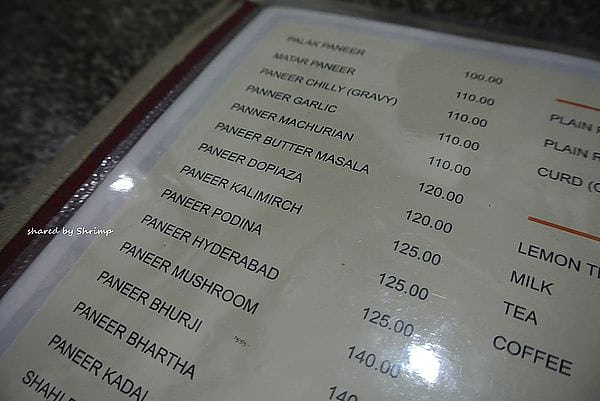 PALAK PANEER
MATAR PANEER
PANEER CHILLY (GRAVY)
PANNER GARLIC
PANNER MACHURIAN
PANEER BUTTER MASALA
PANEER DOPIAZA
PANEER KALIMIRCH
PANEER PODINA
PANEER HYDERABAD
PANEER MUSHROOM
PANEER BHURJI
PANEER BHARTHA
PANEER KADAI
100.00
110.00
110.00
110.00
120.00
120.00
125.00
125.00
125.00
140.00
140
PLAIN
PLAIN
CURD
LEMON
MILK
TEA
COFFEE
shared by Shrimp